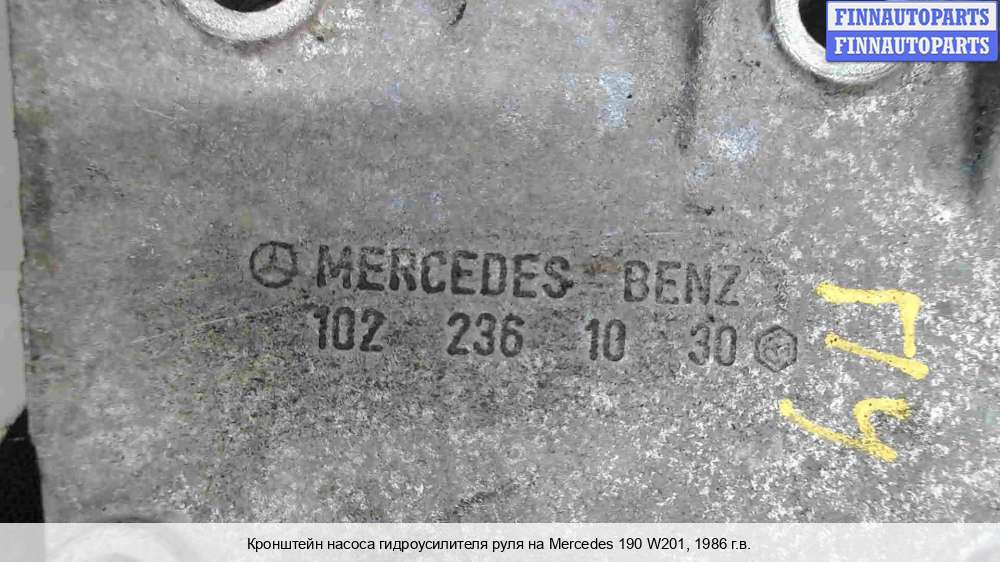 FINNAUTOPARTS
FINNAUTOPARTS
MERCEDES-BENZ
102 236 10 30
Кронштейн насоса гидроусилителя руля на Mercedes 190 W201, 1986 г.в.